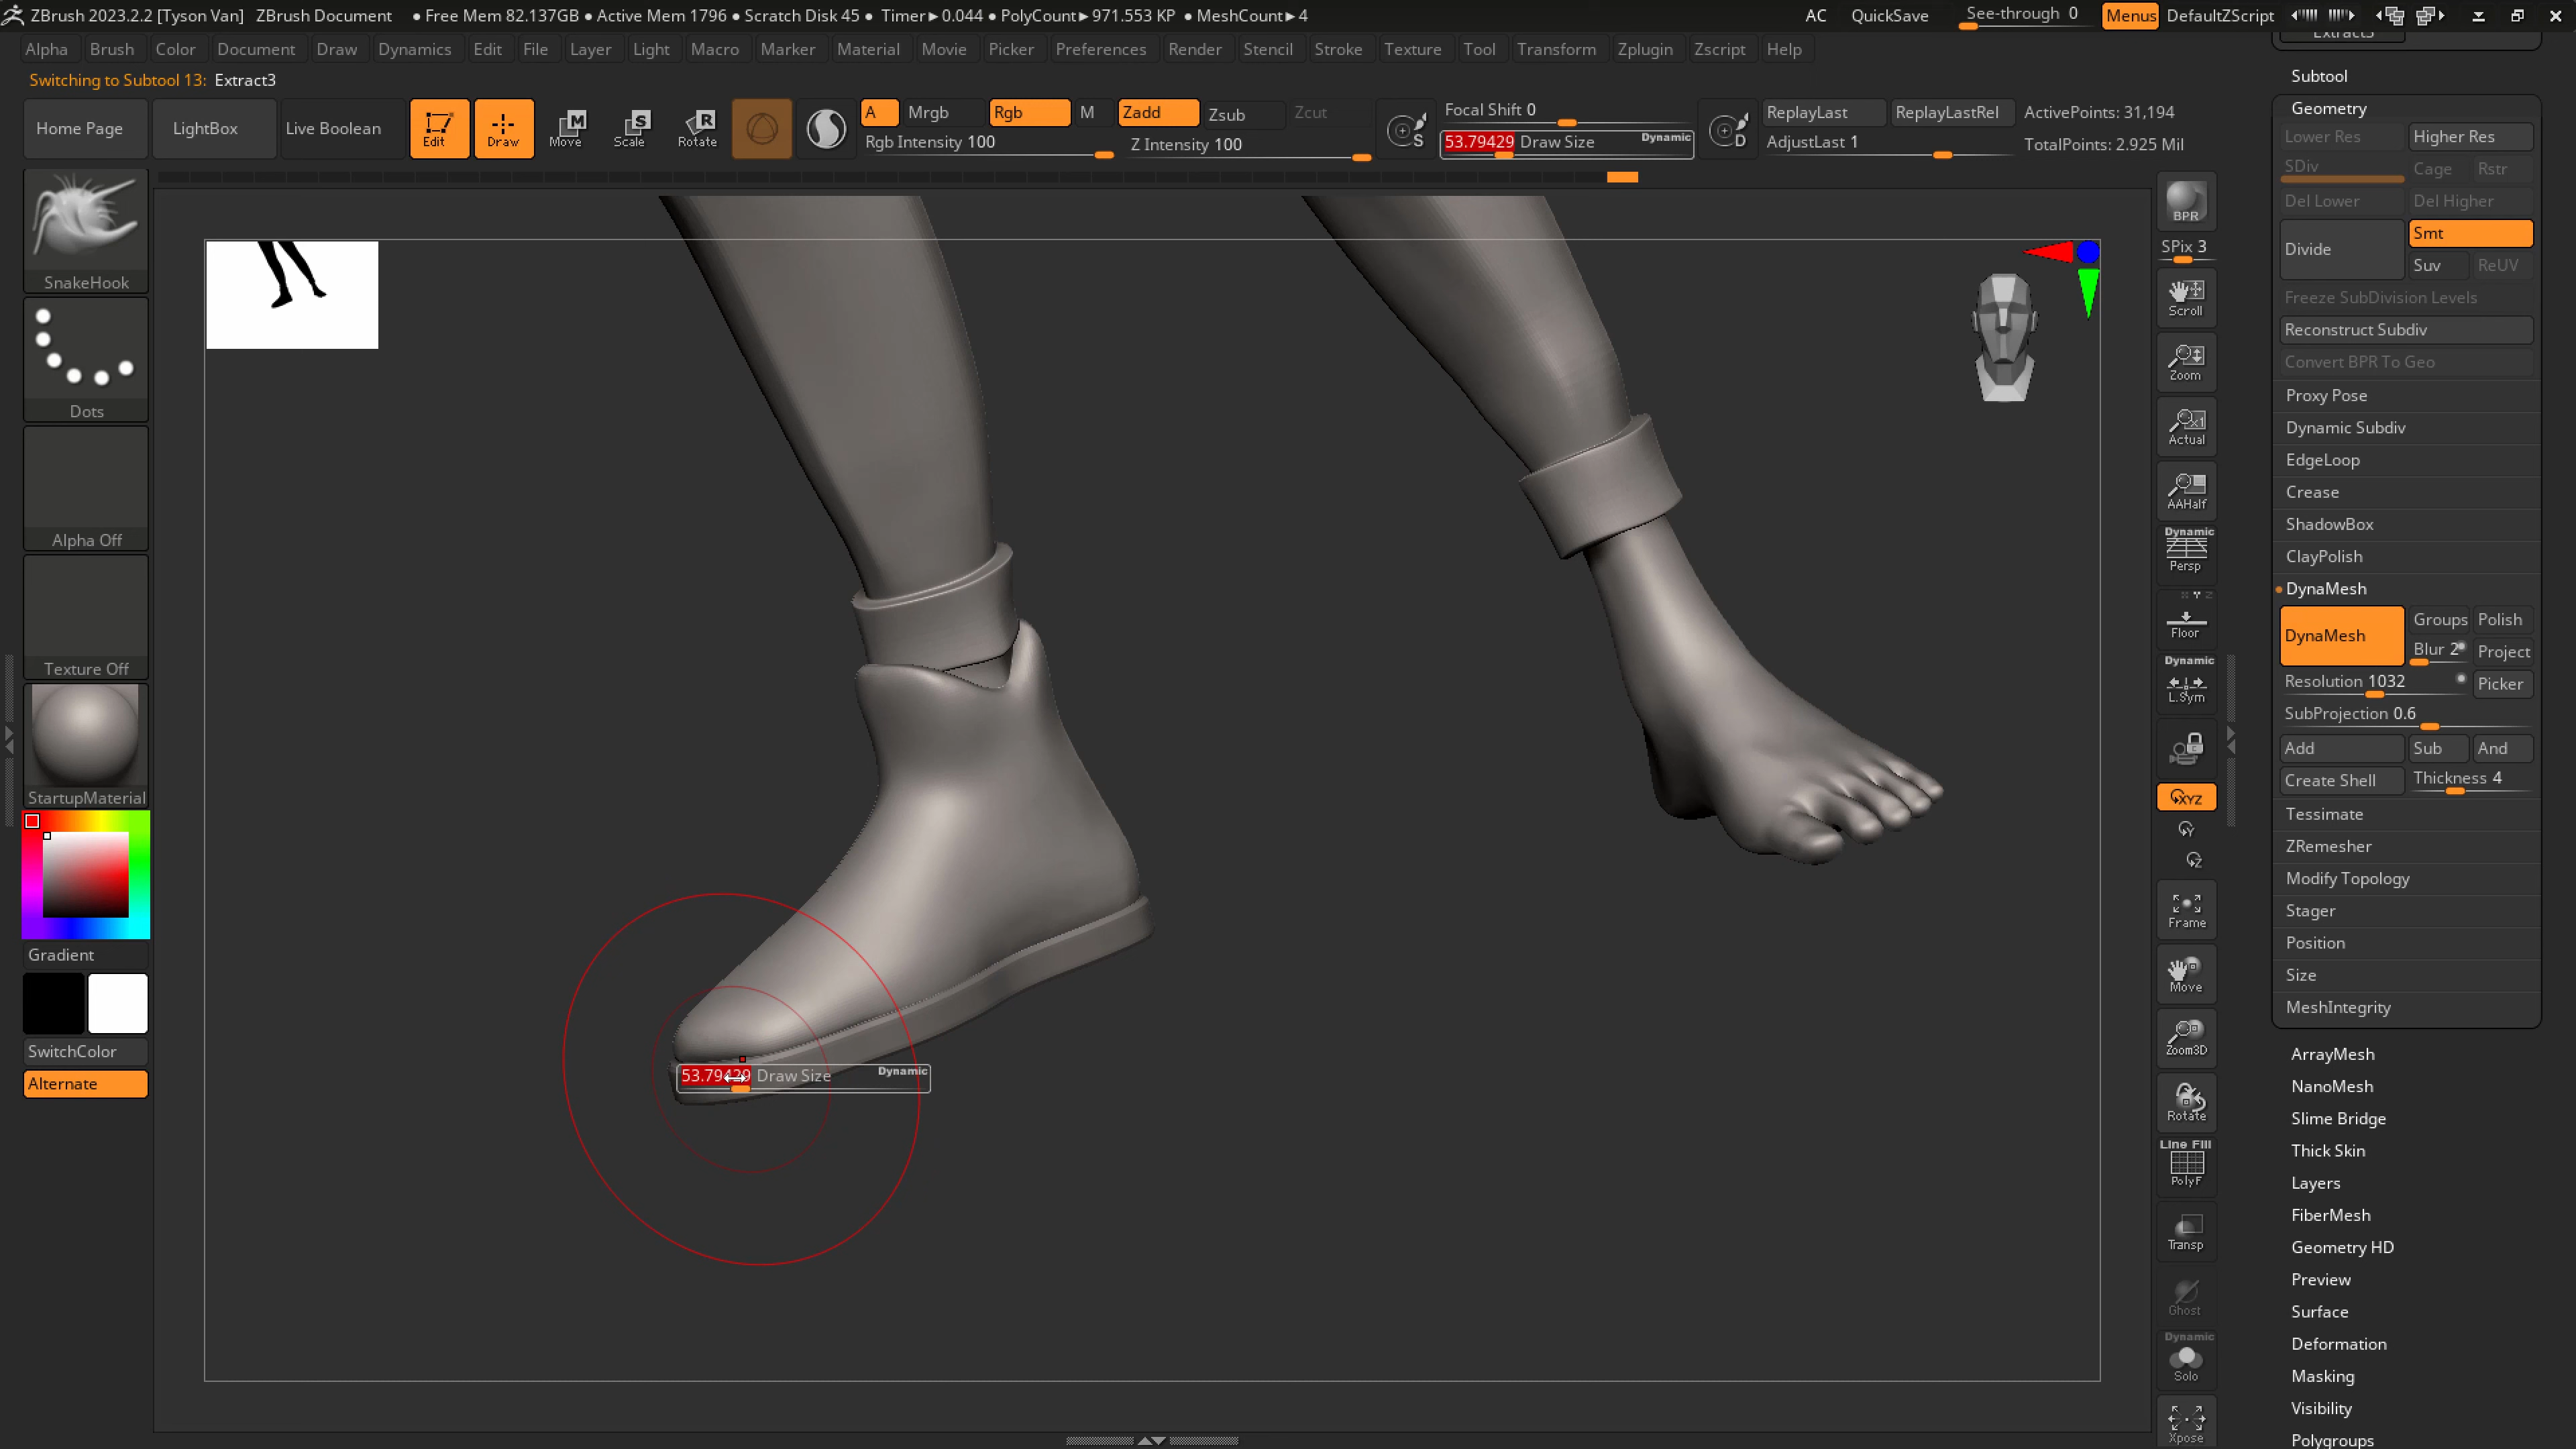 ZBrush 2023.2.2 [Tyson Van] ZBrush Document ● Free Mem 82.137GB ● Active Mem 1796 ● Scratch Disk 45 ● Timer►0.044 ● PolyCount►971.553 KP ● MeshCount►4 AC QuickSave See-through 0 Menus DefaultZScript
Alpha Brush Color Document Draw Dynamics Edit File Layer Light Macro Marker Material Movie Picker Preferences Render Stencil Stroke Texture Tool Transform Zplugin Zscript Help
Switching to Subtool 13: Extract3
Home Page LightBox Live Boolean Edit Draw Move Scale Rotate
M S R
A Mrgb Rgb M Zadd Zsub Zcut
Rgb Intensity 100 Z Intensity 100
S Focal Shift 0
53.79429 Draw Size Dynamic
D ReplayLast ReplayLastRel ActivePoints: 31,194
AdjustLast 1 TotalPoints: 2.925 Mil
SnakeHook
Dots
Alpha Off
Texture Off
StartupMaterial
Gradient
SwitchColor
Alternate
53.79429 Draw Size Dynamic
BPR
SPix 3
Scroll
Zoom
x1
Actual
AAHalf
Dynamic
Persp
X Y Z
Floor
Dynamic
L.Sym
XYZ
Y
Z
Frame
Move
Zoom3D
Rotate
Line Fill
PolyF
Transp
Ghost
Dynamic
Solo
Xpose
Extract3
Subtool
Geometry
Lower Res Higher Res
SDiv Cage Rstr
Del Lower Del Higher
Divide Smt
Suv ReUV
Freeze SubDivision Levels
Reconstruct Subdiv
Convert BPR To Geo
Proxy Pose
Dynamic Subdiv
EdgeLoop
Crease
ShadowBox
ClayPolish
DynaMesh
DynaMesh Groups Polish
Blur 2 Project
Resolution 1032 Picker
SubProjection 0.6
Add Sub And
Create Shell Thickness 4
Tessimate
ZRemesher
Modify Topology
Stager
Position
Size
MeshIntegrity
ArrayMesh
NanoMesh
Slime Bridge
Thick Skin
Layers
FiberMesh
Geometry HD
Preview
Surface
Deformation
Masking
Visibility
Polygroups